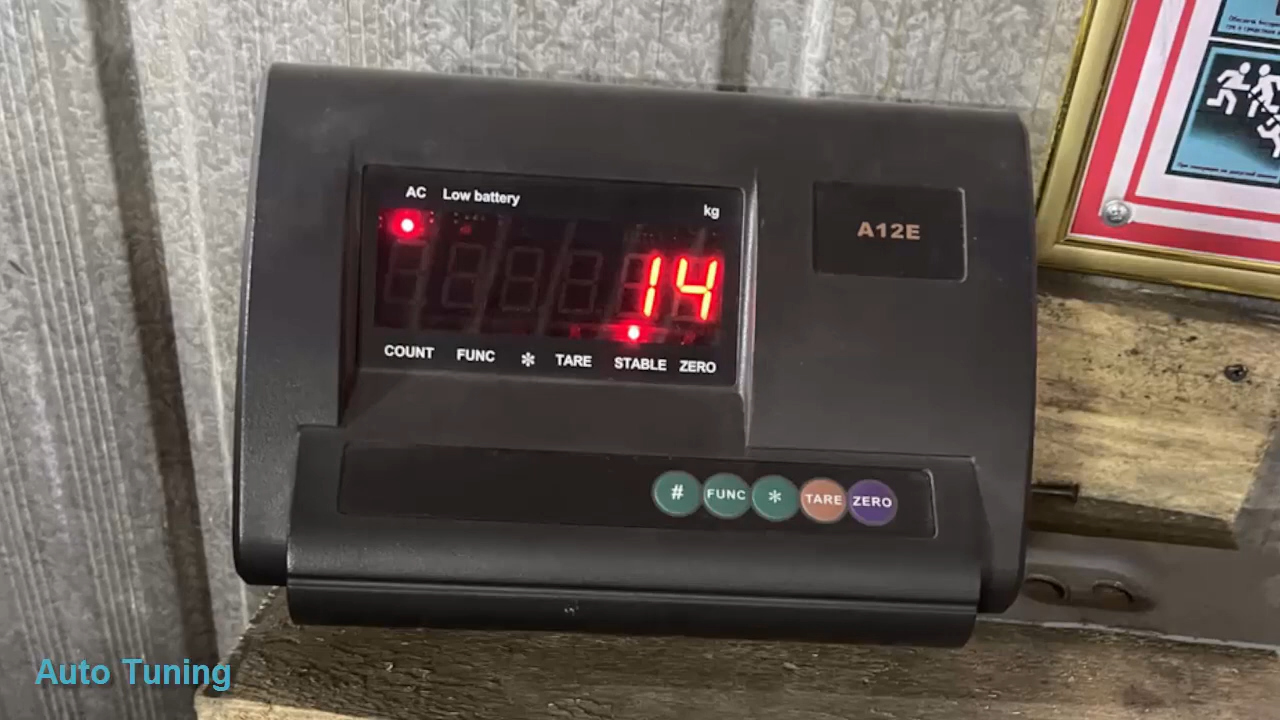 AC Low battery
kg
14
COUNT FUNC * TARE STABLE ZERO
A12E
# FUNC * TARE ZERO
Auto Tuning